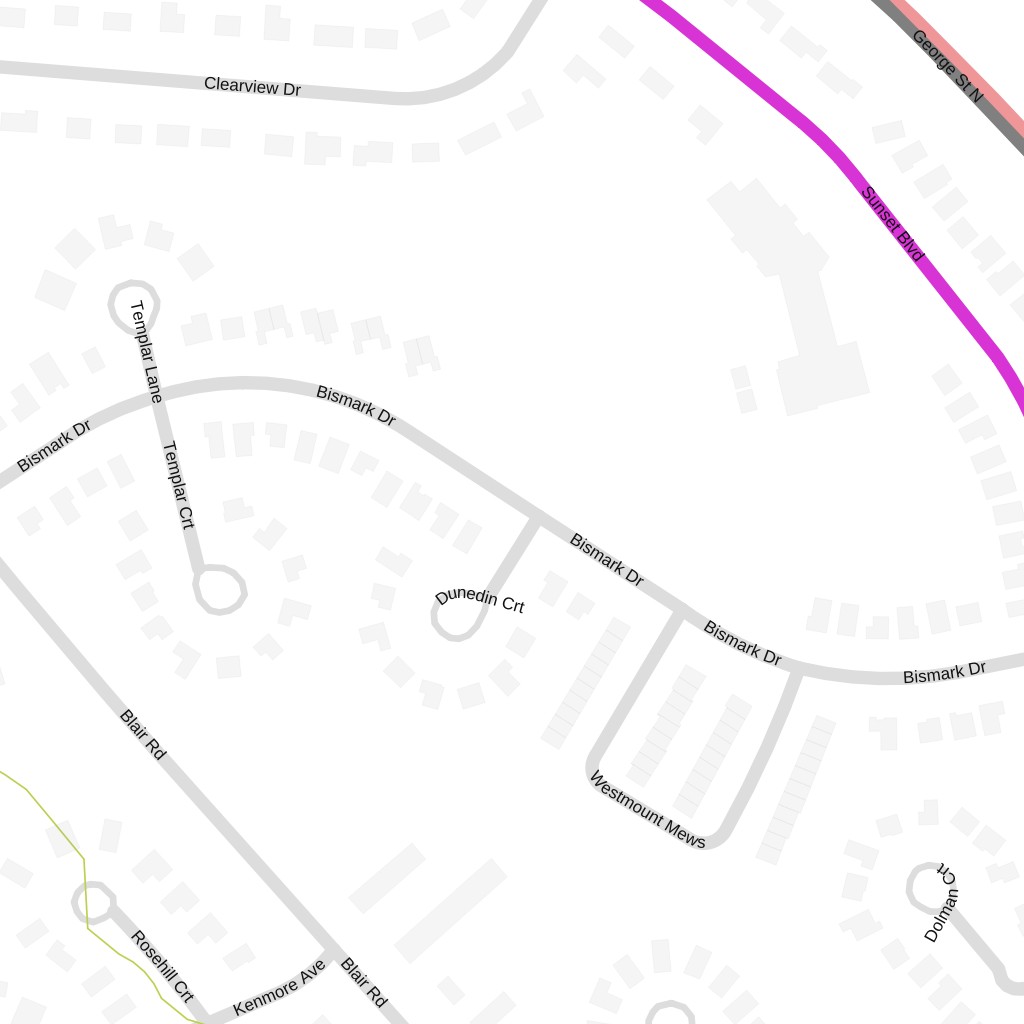 George St N
Clearview Dr
Sunset Blvd
Templar Lane
Bismark Dr
Bismark Dr
Templar Crt
Bismark Dr
Dunedin Crt
Bismark Dr
Bismark Dr
Blair Rd
Westmount Mews
Dolman Crt
Rosehill Crt
Kenmore Ave
Blair Rd